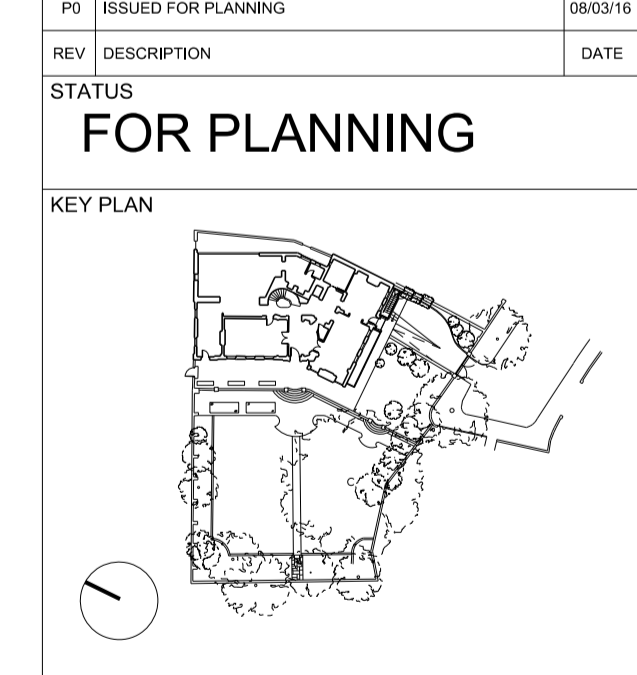 P0 ISSUED FOR PLANNING 08/03/16
REV DESCRIPTION DATE
STATUS
FOR PLANNING
KEY PLAN